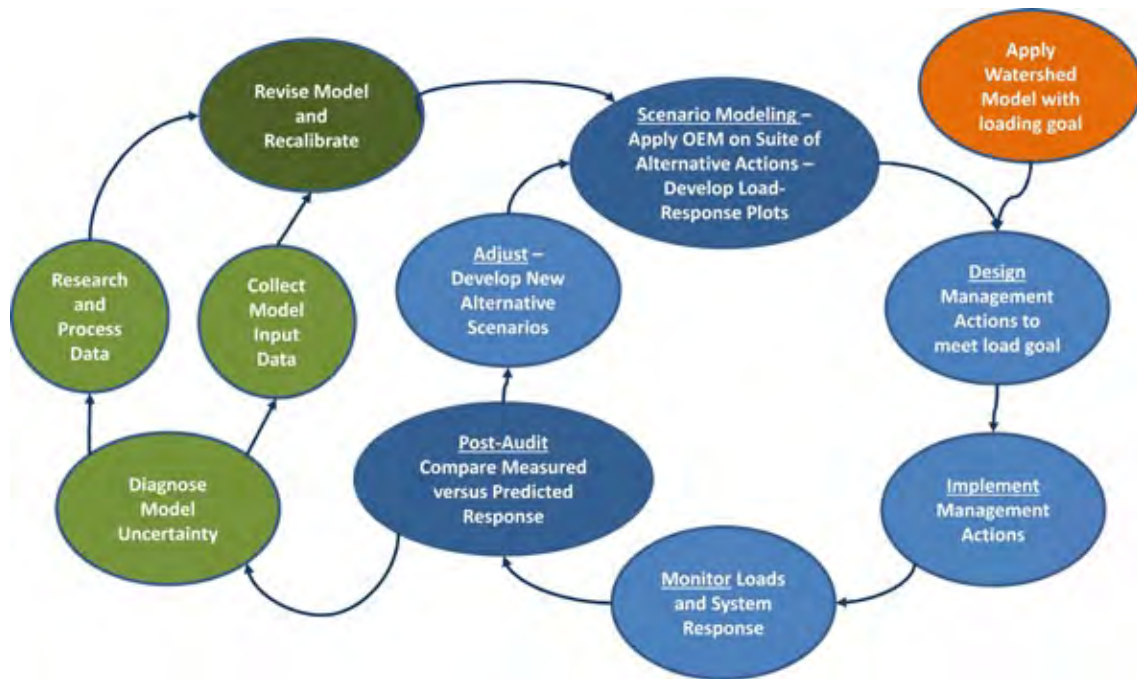 Revise Model
and
Recalibrate
Scenario Modeling –
Apply OEM on Suite of
Alternative Actions –
Develop Load-
Response Plots
Apply
Watershed
Model with
loading goal
Research
and
Process
Data
Collect
Model
Input
Data
Adjust –
Develop New
Alternative
Scenarios
Design
Management
Actions to
meet load goal
Diagnose
Model
Uncertainty
Post-Audit
Compare Measured
versus Predicted
Response
Implement
Management
Actions
Monitor Loads
and System
Response